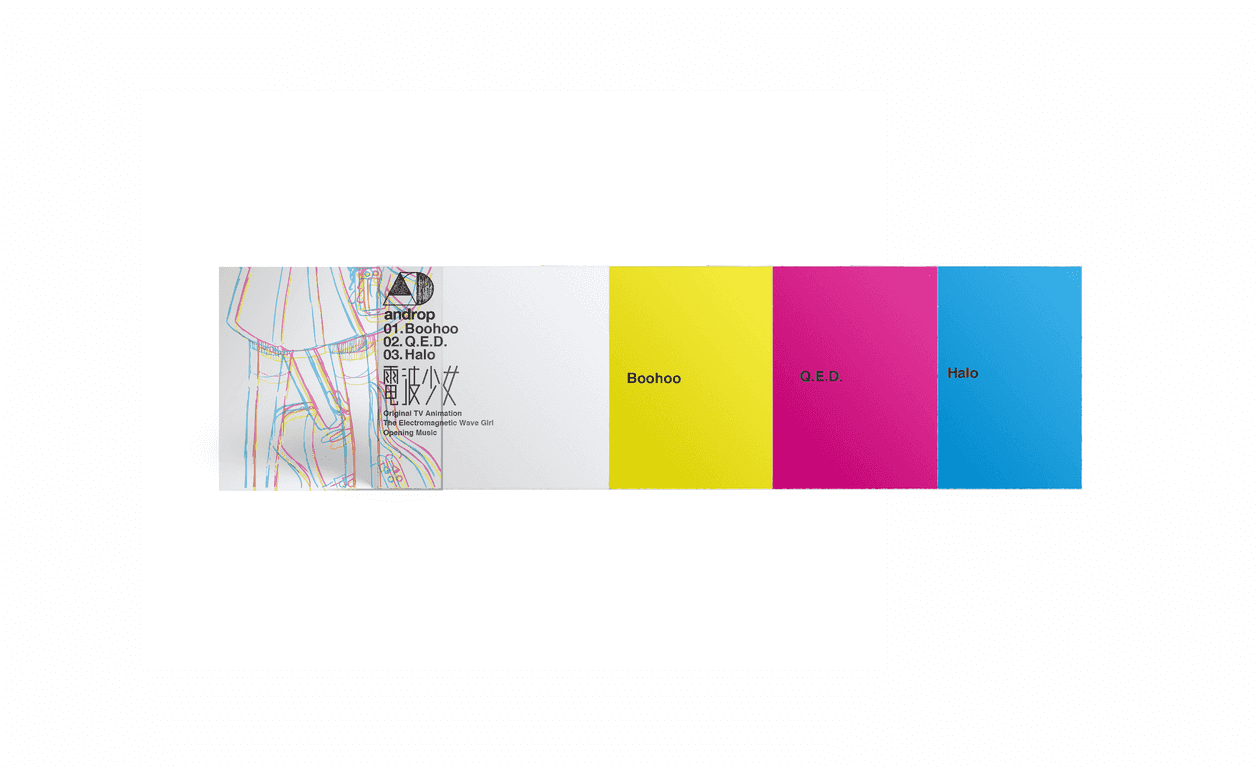 AD
androp
01. Boohoo
02. Q.E.D.
03. Halo
電波少女
Original TV Animation
The Electromagnetic Wave Girl
Opening Music
Boohoo
Q.E.D.
Halo